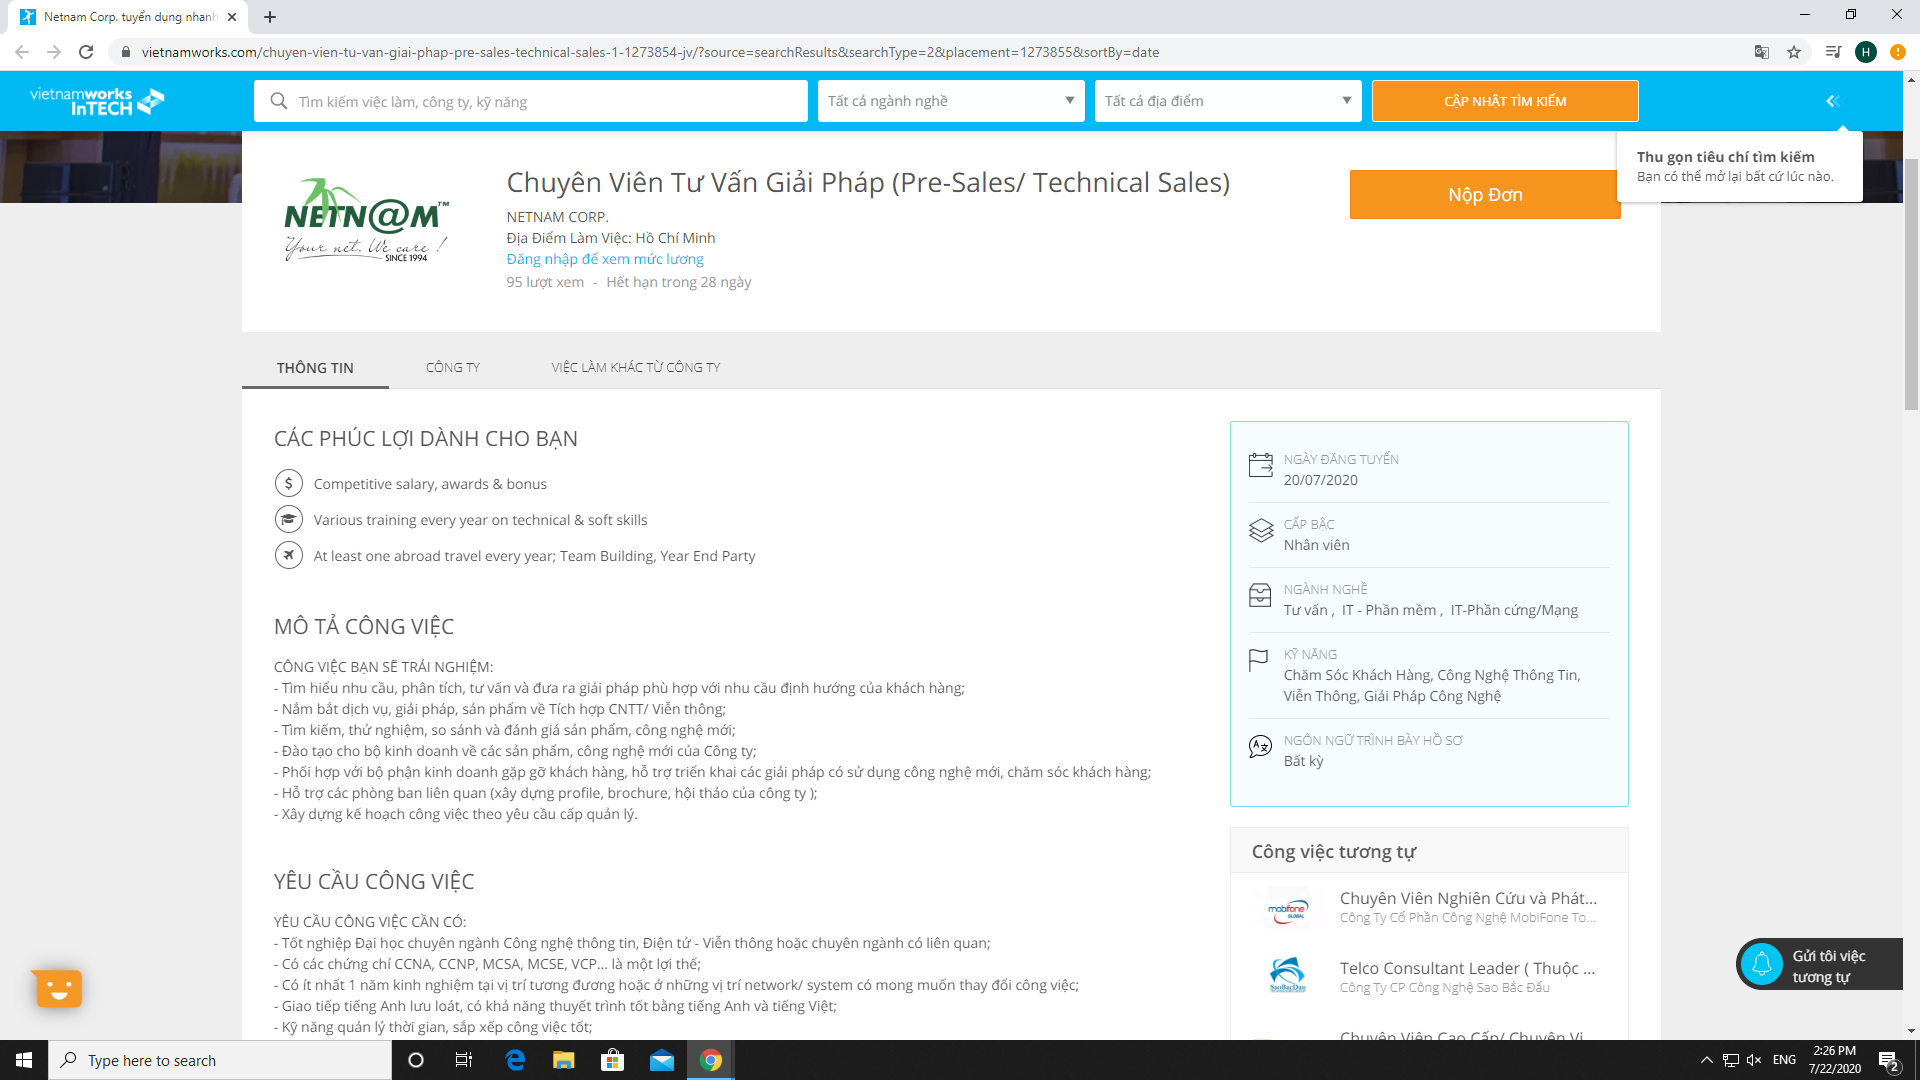 Netnam Corp. tuyển dụng nhanh
vietnamworks.com/chuyen-vien-tu-van-giai-phap-pre-sales-technical-sales-1-1273854-jv/?source=searchResults&searchType=2&placement=1273855&sortBy=date
H
vietnamworks
InTECH
Tìm kiếm việc làm, công ty, kỹ năng
Tất cả ngành nghề
Tất cả địa điểm
CẬP NHẬT TÌM KIẾM
Thu gọn tiêu chí tìm kiếm
Bạn có thể mở lại bất cứ lúc nào.
NETN@M™
Your net, We care !
SINCE 1994
Chuyên Viên Tư Vấn Giải Pháp (Pre-Sales/ Technical Sales)
NETNAM CORP.
Địa Điểm Làm Việc: Hồ Chí Minh
Đăng nhập để xem mức lương
95 lượt xem - Hết hạn trong 28 ngày
Nộp Đơn
THÔNG TIN
CÔNG TY
VIỆC LÀM KHÁC TỪ CÔNG TY
CÁC PHÚC LỢI DÀNH CHO BẠN
Competitive salary, awards & bonus
Various training every year on technical & soft skills
At least one abroad travel every year; Team Building, Year End Party
MÔ TẢ CÔNG VIỆC
CÔNG VIỆC BẠN SẼ TRẢI NGHIỆM:
- Tìm hiểu nhu cầu, phân tích, tư vấn và đưa ra giải pháp phù hợp với nhu cầu định hướng của khách hàng;
- Nắm bắt dịch vụ, giải pháp, sản phẩm về Tích hợp CNTT/ Viễn thông;
- Tìm kiếm, thử nghiệm, so sánh và đánh giá sản phẩm, công nghệ mới;
- Đào tạo cho bộ kinh doanh về các sản phẩm, công nghệ mới của Công ty;
- Phối hợp với bộ phận kinh doanh gặp gỡ khách hàng, hỗ trợ triển khai các giải pháp có sử dụng công nghệ mới, chăm sóc khách hàng;
- Hỗ trợ các phòng ban liên quan (xây dựng profile, brochure, hội thảo của công ty );
- Xây dựng kế hoạch công việc theo yêu cầu cấp quản lý.
YÊU CẦU CÔNG VIỆC
YÊU CẦU CÔNG VIỆC CẦN CÓ:
- Tốt nghiệp Đại học chuyên ngành Công nghệ thông tin, Điện tử - Viễn thông hoặc chuyên ngành có liên quan;
- Có các chứng chỉ CCNA, CCNP, MCSA, MCSE, VCP... là một lợi thế;
- Có ít nhất 1 năm kinh nghiệm tại vị trí tương đương hoặc ở những vị trí network/ system có mong muốn thay đổi công việc;
- Giao tiếp tiếng Anh lưu loát, có khả năng thuyết trình tốt bằng tiếng Anh và tiếng Việt;
- Kỹ năng quản lý thời gian, sắp xếp công việc tốt;
NGÀY ĐĂNG TUYỂN
20/07/2020
CẤP BẬC
Nhân viên
NGÀNH NGHỀ
Tư vấn , IT - Phần mềm , IT-Phần cứng/Mạng
KỸ NĂNG
Chăm Sóc Khách Hàng, Công Nghệ Thông Tin,
Viễn Thông, Giải Pháp Công Nghệ
NGÔN NGỮ TRÌNH BÀY HỒ SƠ
Bất kỳ
Công việc tương tự
mobifone
GLOBAL
Chuyên Viên Nghiên Cứu và Phát...
Công Ty Cổ Phần Công Nghệ MobiFone To...
SaoBacDau
Telco Consultant Leader ( Thuộc ...
Công Ty CP Công Nghệ Sao Bắc Đẩu
Chuyên Viên Cao Cấp/ Chuyên Vi...
Gửi tôi việc
tương tự
Type here to search
ENG
2:26 PM
7/22/2020
2